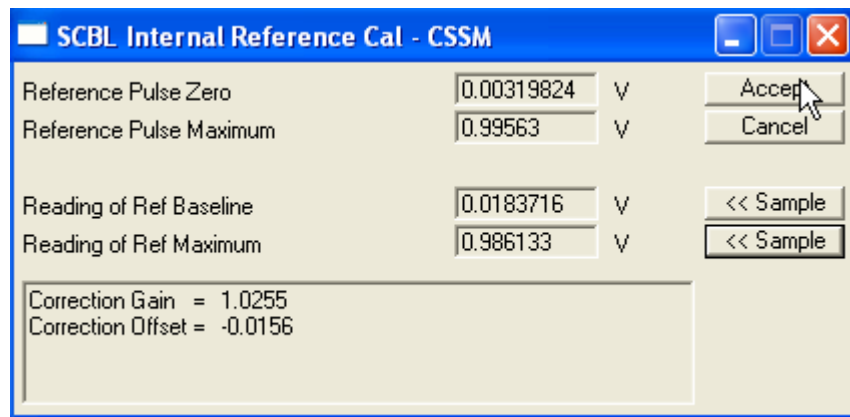 SCBL Internal Reference Cal - CSSM
Reference Pulse Zero 0.00319824 V Accept
Reference Pulse Maximum 0.99563 V Cancel
Reading of Ref Baseline 0.0183716 V << Sample
Reading of Ref Maximum 0.986133 V << Sample
Correction Gain = 1.0255
Correction Offset = -0.0156